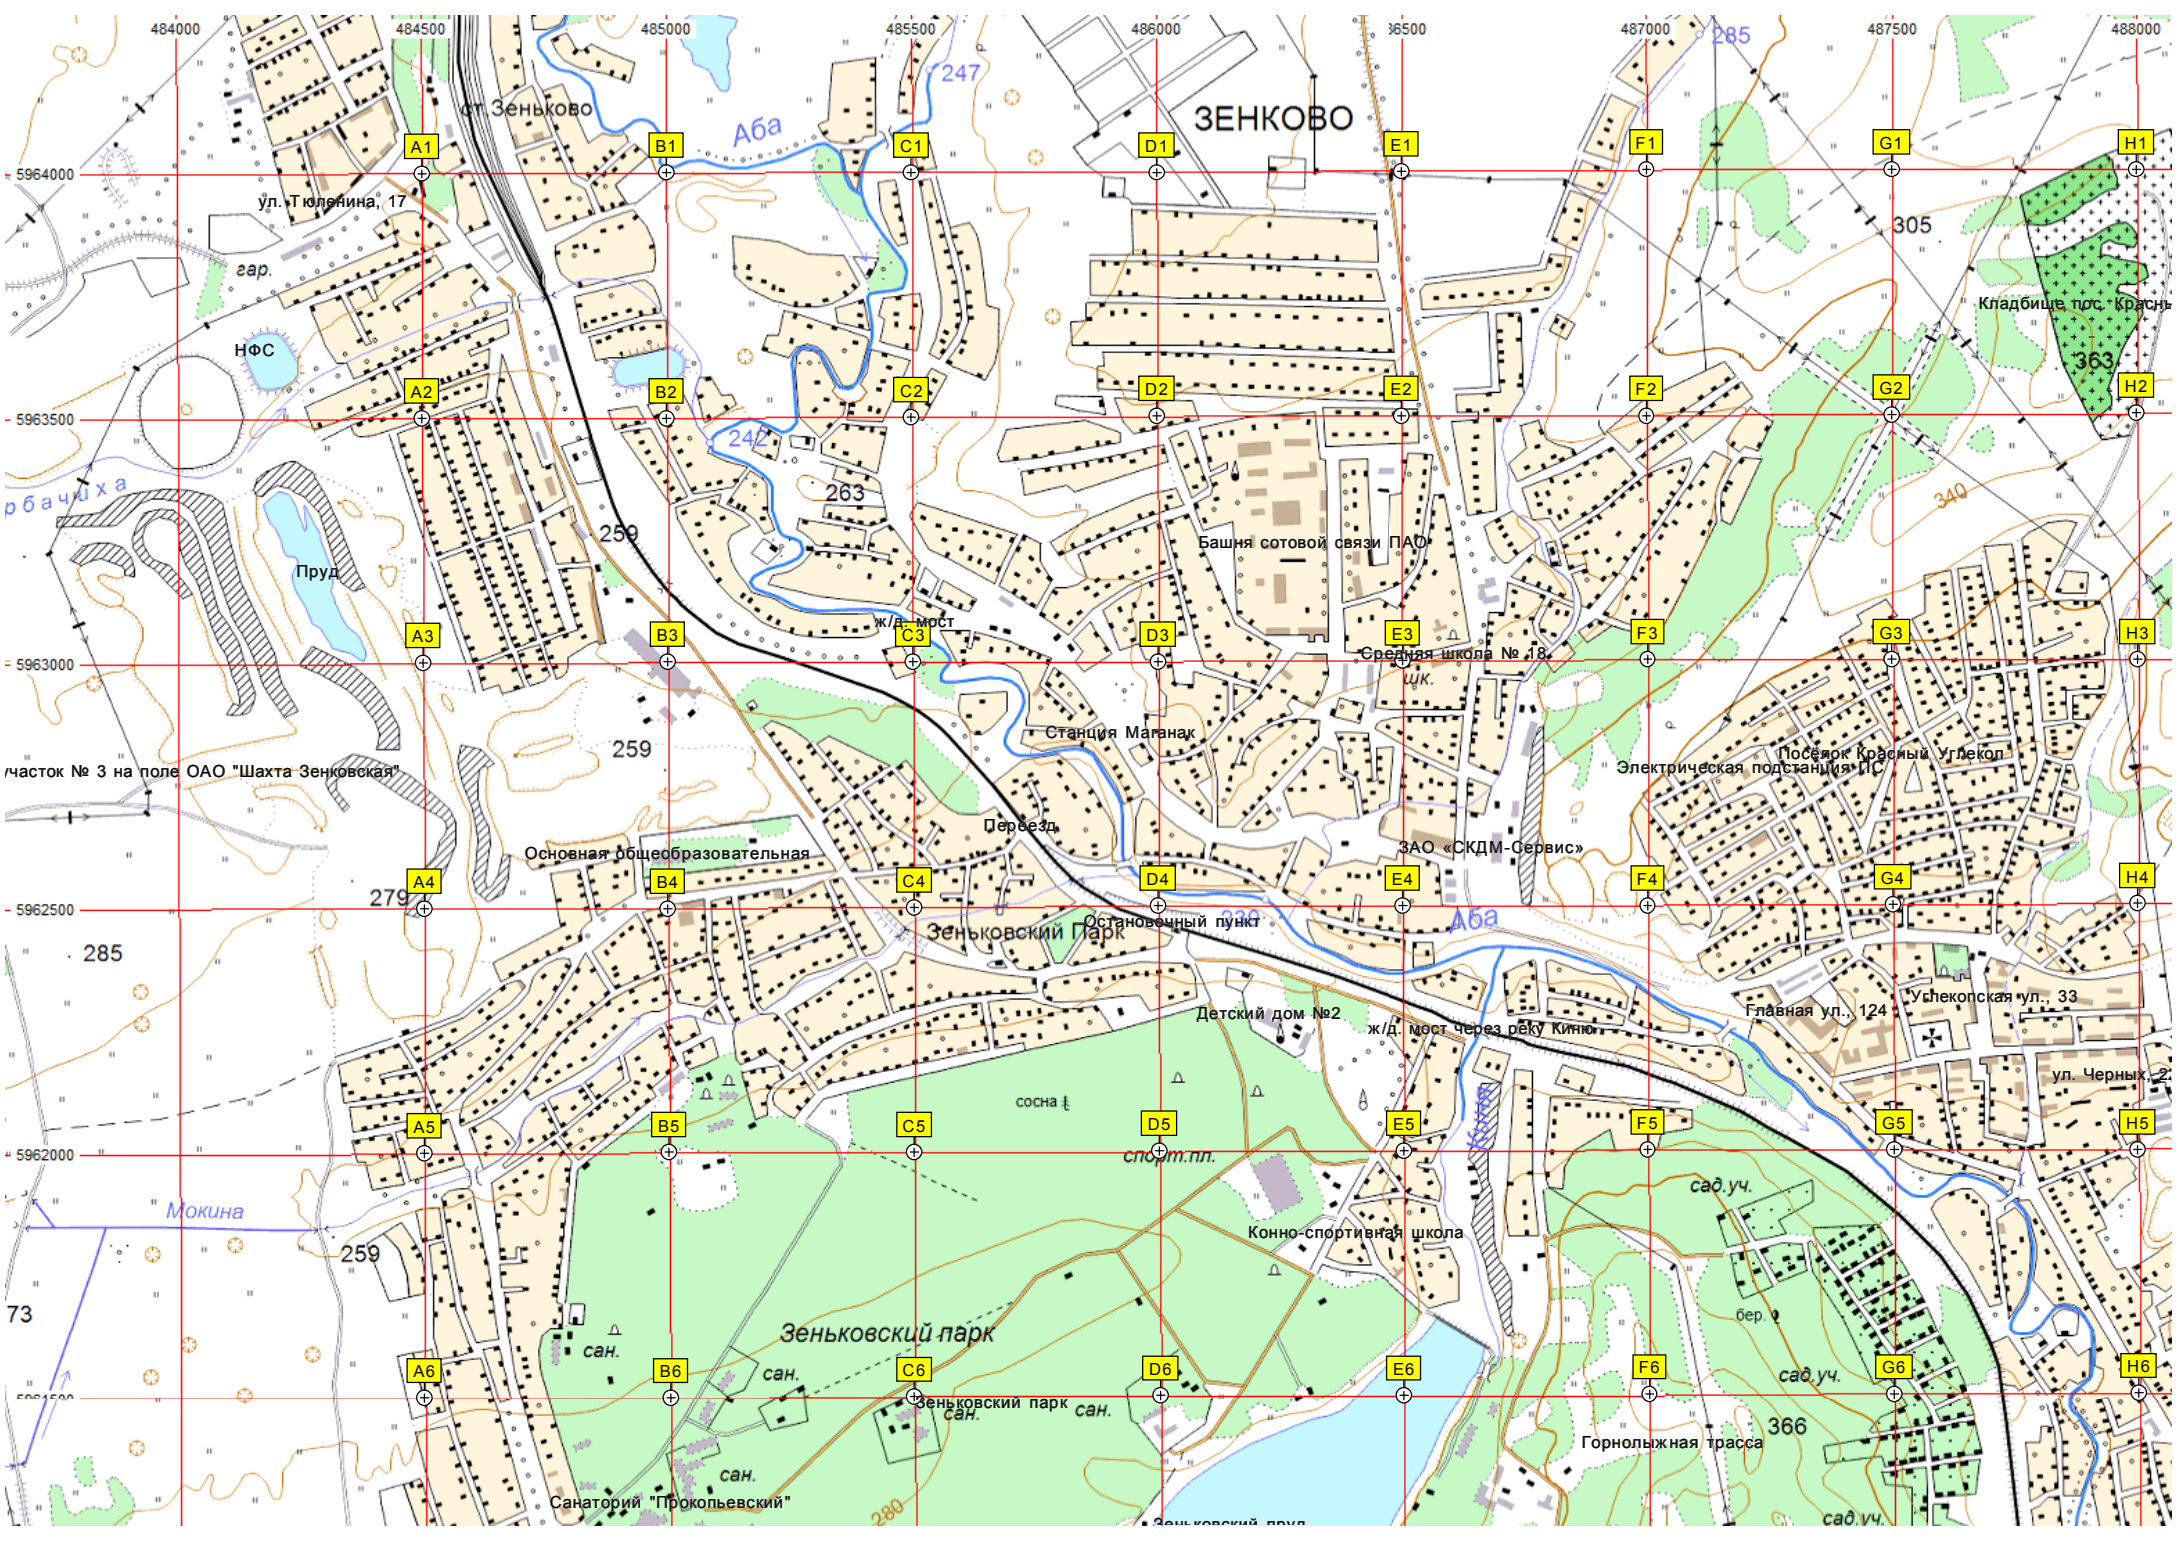 484000 484500 485000 485500 486000 486500 487000 487500 488000
285
247
ст. Зеньково
ЗЕНКОВО
Аба
A1 B1 C1 D1 E1 F1 G1 H1
5964000
ул. Тюленина, 17
305
гар.
Кладбище пос. Красны
НФС
363
A2 B2 C2 D2 E2 F2 G2 H2
5963500
242
рбачиха
263
340
259
Башня сотовой связи ПАО
Пруд
ж/д. мост
A3 B3 C3 D3 E3 F3 G3 H3
5963000
Средняя школа № 18
шк.
259
Станция Маганак
Посёлок Красный Углекоп
Электрическая подстанция ПС
участок № 3 на поле ОАО "Шахта Зенковская"
Переезд
Основная общеобразовательная
ЗАО «СКДМ-Сервис»
A4 B4 C4 D4 E4 F4 G4 H4
279
5962500
Остановочный пункт
239
Аба
Зеньковский Парк
285
Углекопская ул., 33
Главная ул., 124
Детский дом №2
ж/д. мост через реку Киню
ул. Черных, 2
сосна
Киня
A5 B5 C5 D5 E5 F5 G5 H5
5962000
спорт.пл.
сад.уч.
Мокина
Конно-спортивная школа
259
73
бер.
Зеньковский парк
сан.
сан.
сад.уч.
A6 B6 C6 D6 E6 F6 G6 H6
5961500
Зеньковский парк
сан.
сан.
366
Горнолыжная трасса
сан.
Санаторий "Прокопьевский"
280
сад.уч.
Зеньковский пруд